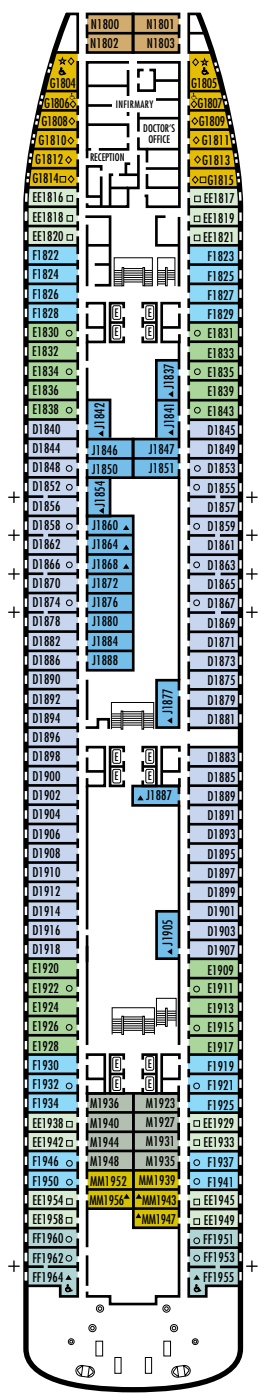 N1800 N1801
N1802 N1803
G1804 G1805
G1806 G1807
INFIRMARY
G1808 G1809
DOCTOR'S
OFFICE
G1810 G1811
RECEPTION
G1812 G1813
G1814 G1815
EE1816 EE1817
EE1818 EE1819
EE1820 EE1821
F1822 F1823
F1824 F1825
F1826 F1827
F1828 E E F1829
E1830 E E E1831
E1832 E1833
E1834 J1837 E1835
E1836 E1839
E1838 J1842 J1841 E1843
D1840 D1845
D1844 J1846 J1847 D1849
D1848 J1850 J1851 D1853
D1852 J1854 D1855
D1856 D1857
D1858 J1860 D1859
D1862 J1864 D1861
D1866 J1868 D1863
D1870 J1872 D1865
D1874 J1876 D1867
D1878 J1880 D1869
D1882 J1884 D1871
D1886 J1888 D1873
D1890 D1875
D1892 J1877 D1879
D1894 D1881
D1896
D1898 E E D1883
D1900 E E D1885
D1902 J1887 D1889
D1904 D1891
D1906 D1893
D1908 D1895
D1910 D1897
D1912 D1899
D1914 D1901
D1916 J1905 D1903
D1918 D1907
E1920 E1909
E1922 E1911
E1924 E1913
E1926 E1915
E1928 E1917
F1930 E E F1919
F1932 E E F1921
F1934 M1936 M1923 F1925
EE1938 M1940 M1927 EE1929
EE1942 M1944 M1931 EE1933
F1946 M1948 M1935 F1937
F1950 MM1952 MM1939 F1941
EE1954 MM1956 MM1943 EE1945
EE1958 MM1947 EE1949
FF1960 FF1951
FF1962 FF1953
FF1964 FF1955